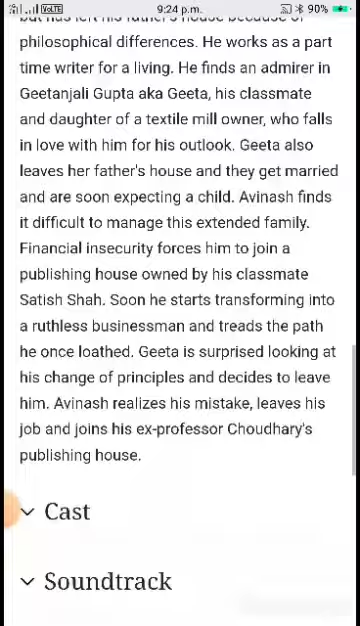 VoLTE 9:24 p.m. 90%
philosophical differences. He works as a part
time writer for a living. He finds an admirer in
Geetanjali Gupta aka Geeta, his classmate
and daughter of a textile mill owner, who falls
in love with him for his outlook. Geeta also
leaves her father's house and they get married
and are soon expecting a child. Avinash finds
it difficult to manage this extended family.
Financial insecurity forces him to join a
publishing house owned by his classmate
Satish Shah. Soon he starts transforming into
a ruthless businessman and treads the path
he once loathed. Geeta is surprised looking at
his change of principles and decides to leave
him. Avinash realizes his mistake, leaves his
job and joins his ex-professor Choudhary's
publishing house.
Cast
Soundtrack